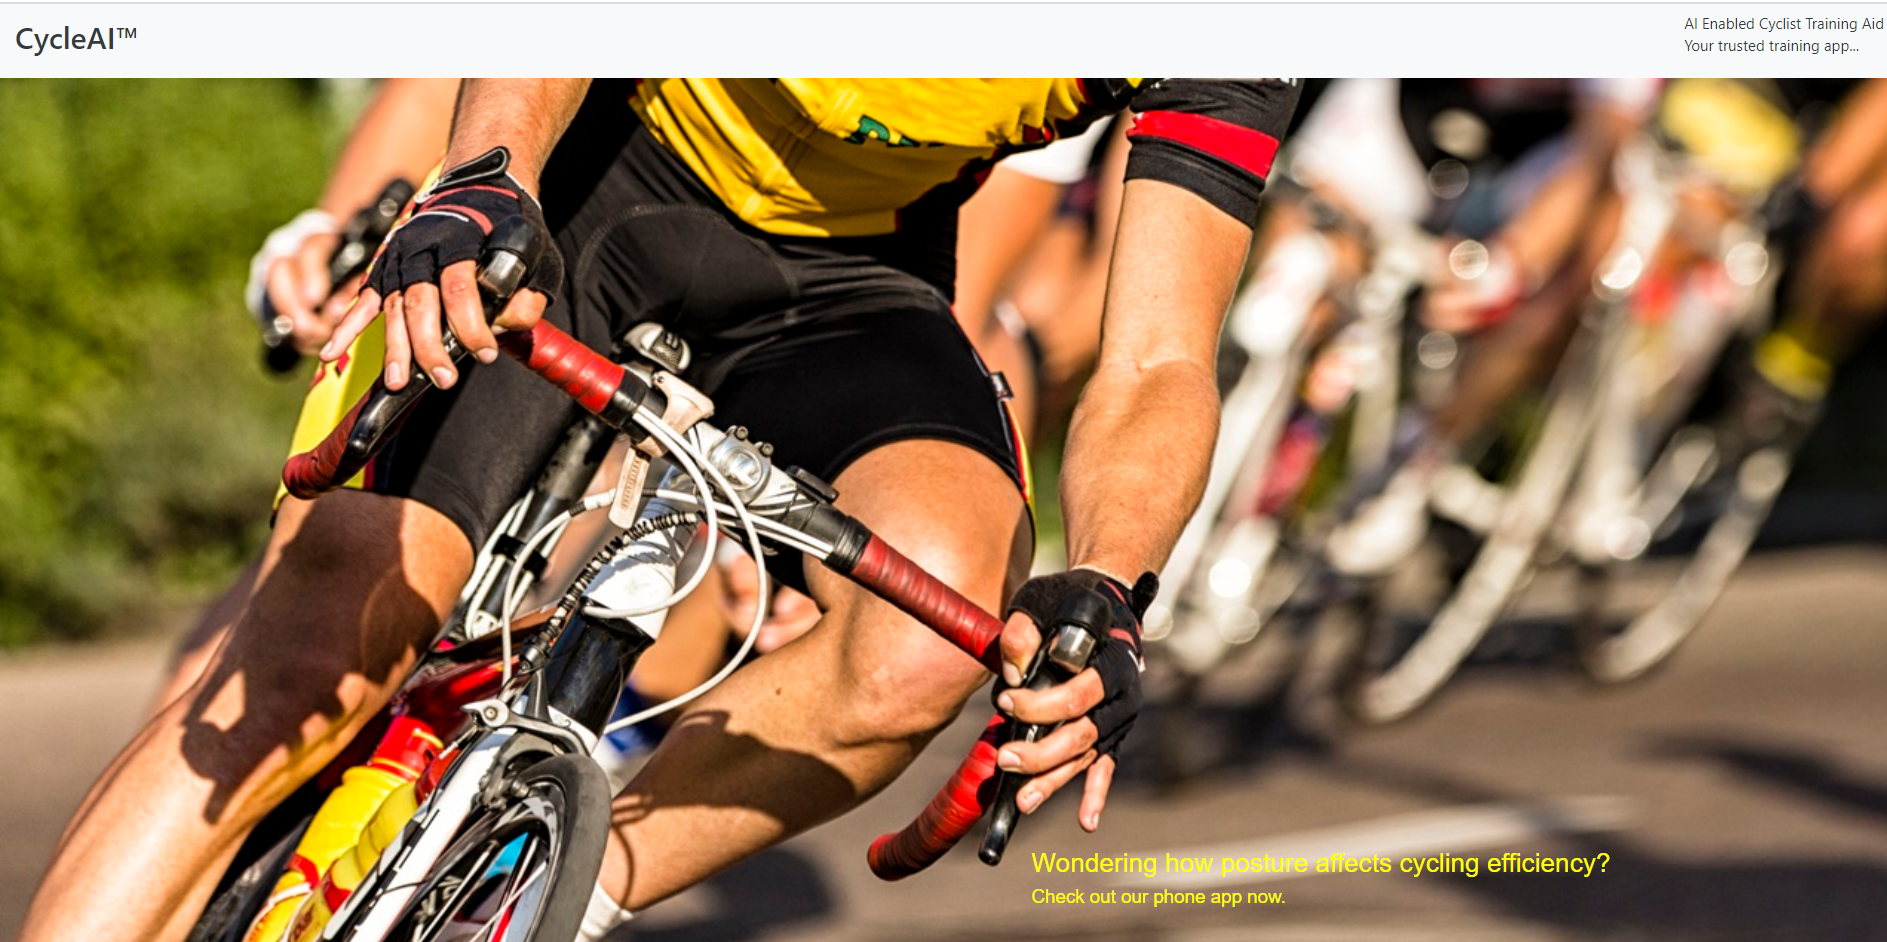 CycleAI™
AI Enabled Cyclist Training Aid
Your trusted training app...
Wondering how posture affects cycling efficiency?
Check out our phone app now.